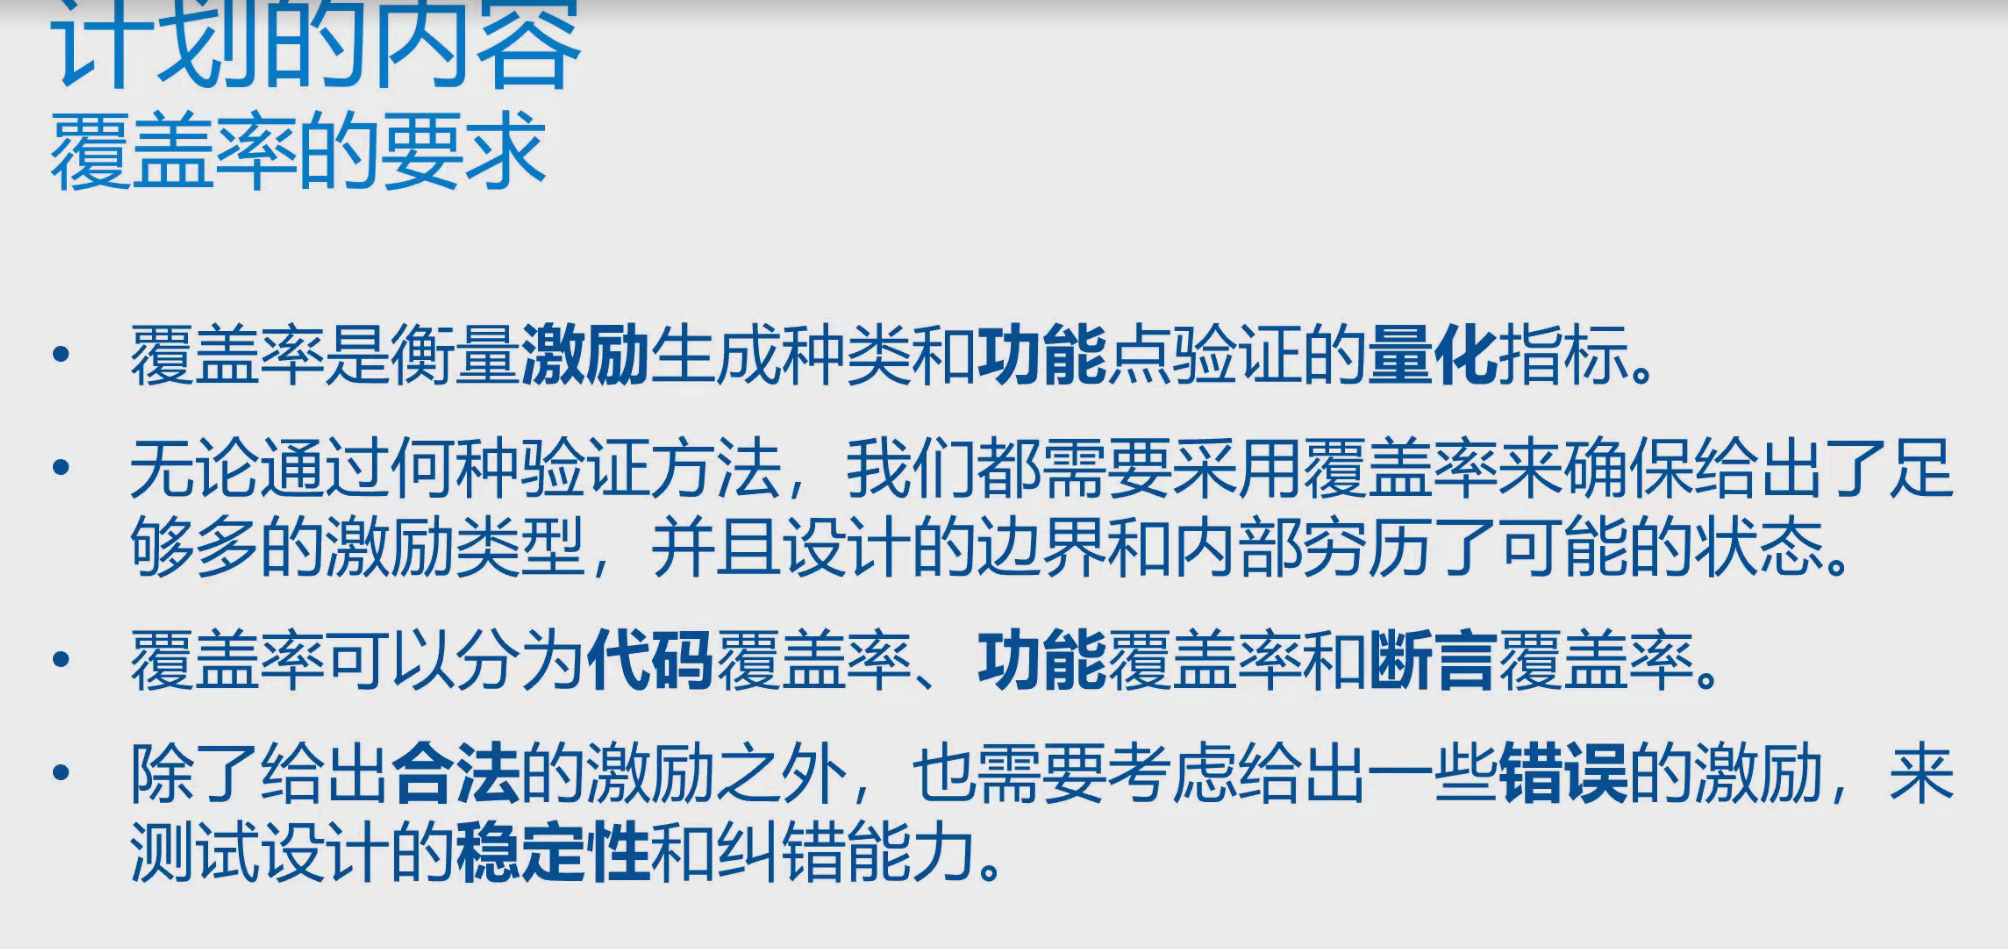 计划的内容
覆盖率的要求
• 覆盖率是衡量激励生成种类和功能点验证的量化指标。
• 无论通过何种验证方法，我们都需要采用覆盖率来确保给出了足
够多的激励类型，并且设计的边界和内部穷历了可能的状态。
• 覆盖率可以分为代码覆盖率、功能覆盖率和断言覆盖率。
• 除了给出合法的激励之外，也需要考虑给出一些错误的激励，来
测试设计的稳定性和纠错能力。